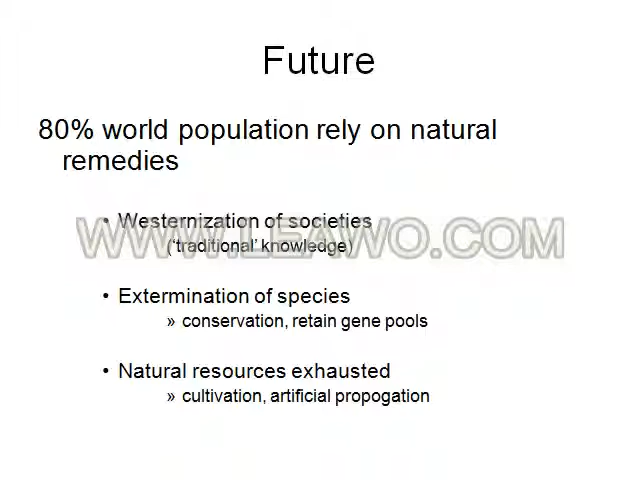 Future
80% world population rely on natural
remedies
• Westernization of societies
('traditional' knowledge)
WWW.LEAWO.COM
• Extermination of species
» conservation, retain gene pools
• Natural resources exhausted
» cultivation, artificial propogation